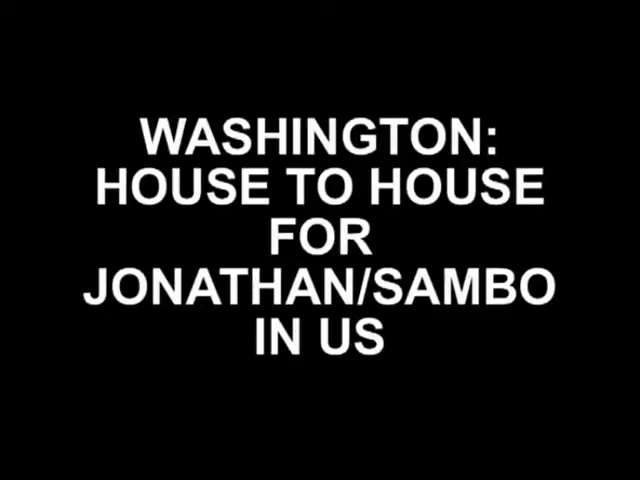 WASHINGTON:
HOUSE TO HOUSE
FOR
JONATHAN/SAMBO
IN US